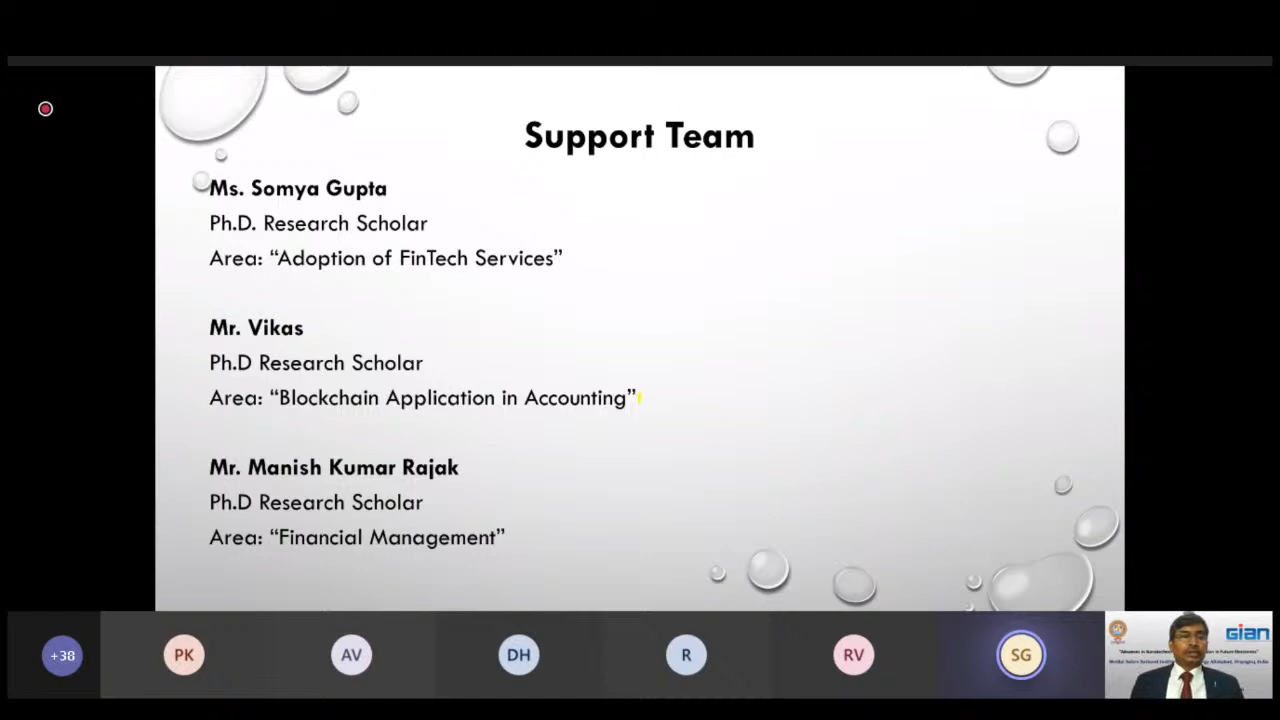 Support Team
Ms. Somya Gupta
Ph.D. Research Scholar
Area: “Adoption of FinTech Services”
Mr. Vikas
Ph.D Research Scholar
Area: “Blockchain Application in Accounting”
Mr. Manish Kumar Rajak
Ph.D Research Scholar
Area: “Financial Management”
+38
PK
AV
DH
R
RV
SG
GIAN